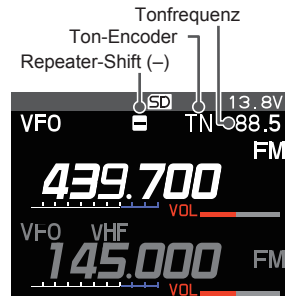 Tonfrequenz
Ton-Encoder
Repeater-Shift (–)
SD 13.8V
VFO TN 88.5
FM
439.700
VOL
VFO VHF
145.000 FM
VOL